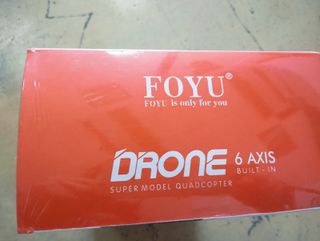 FOYU®
FOYU is only for you
DRONE 6 AXIS
BUILT - IN
SUPER MODEL QUADCOPTER